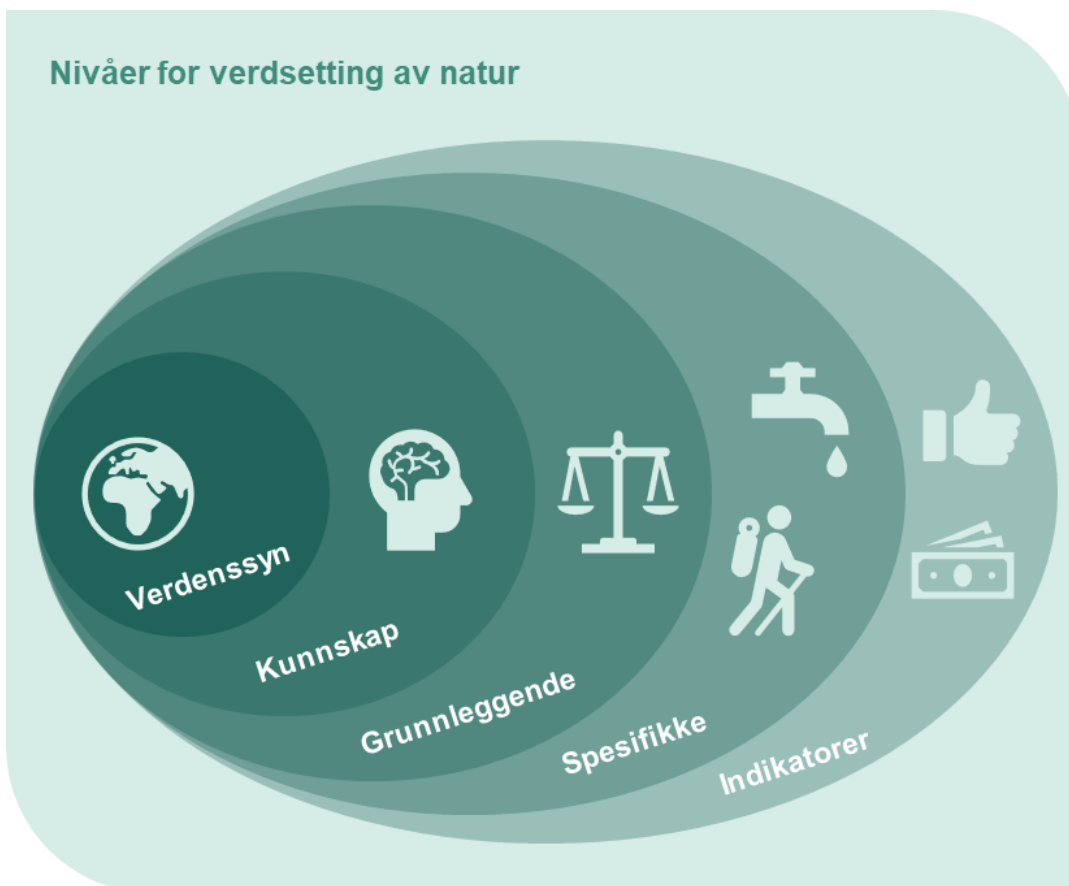 Nivåer for verdsetting av natur
Verdenssyn
Kunnskap
Grunnleggende
Spesifikke
Indikatorer